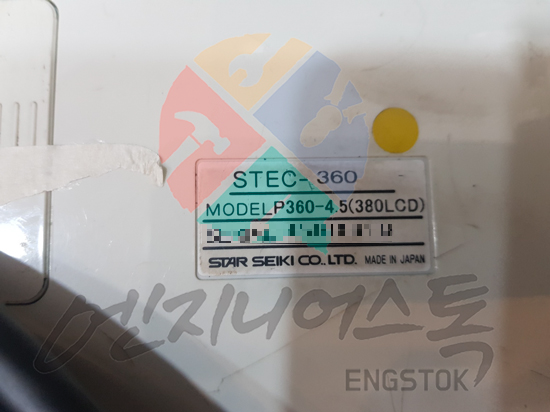 STEC-360
MODEL P360-4.5(380LCD)
STAR SEIKI CO., LTD. MADE IN JAPAN
엔지니어스톡
ENGSTOK